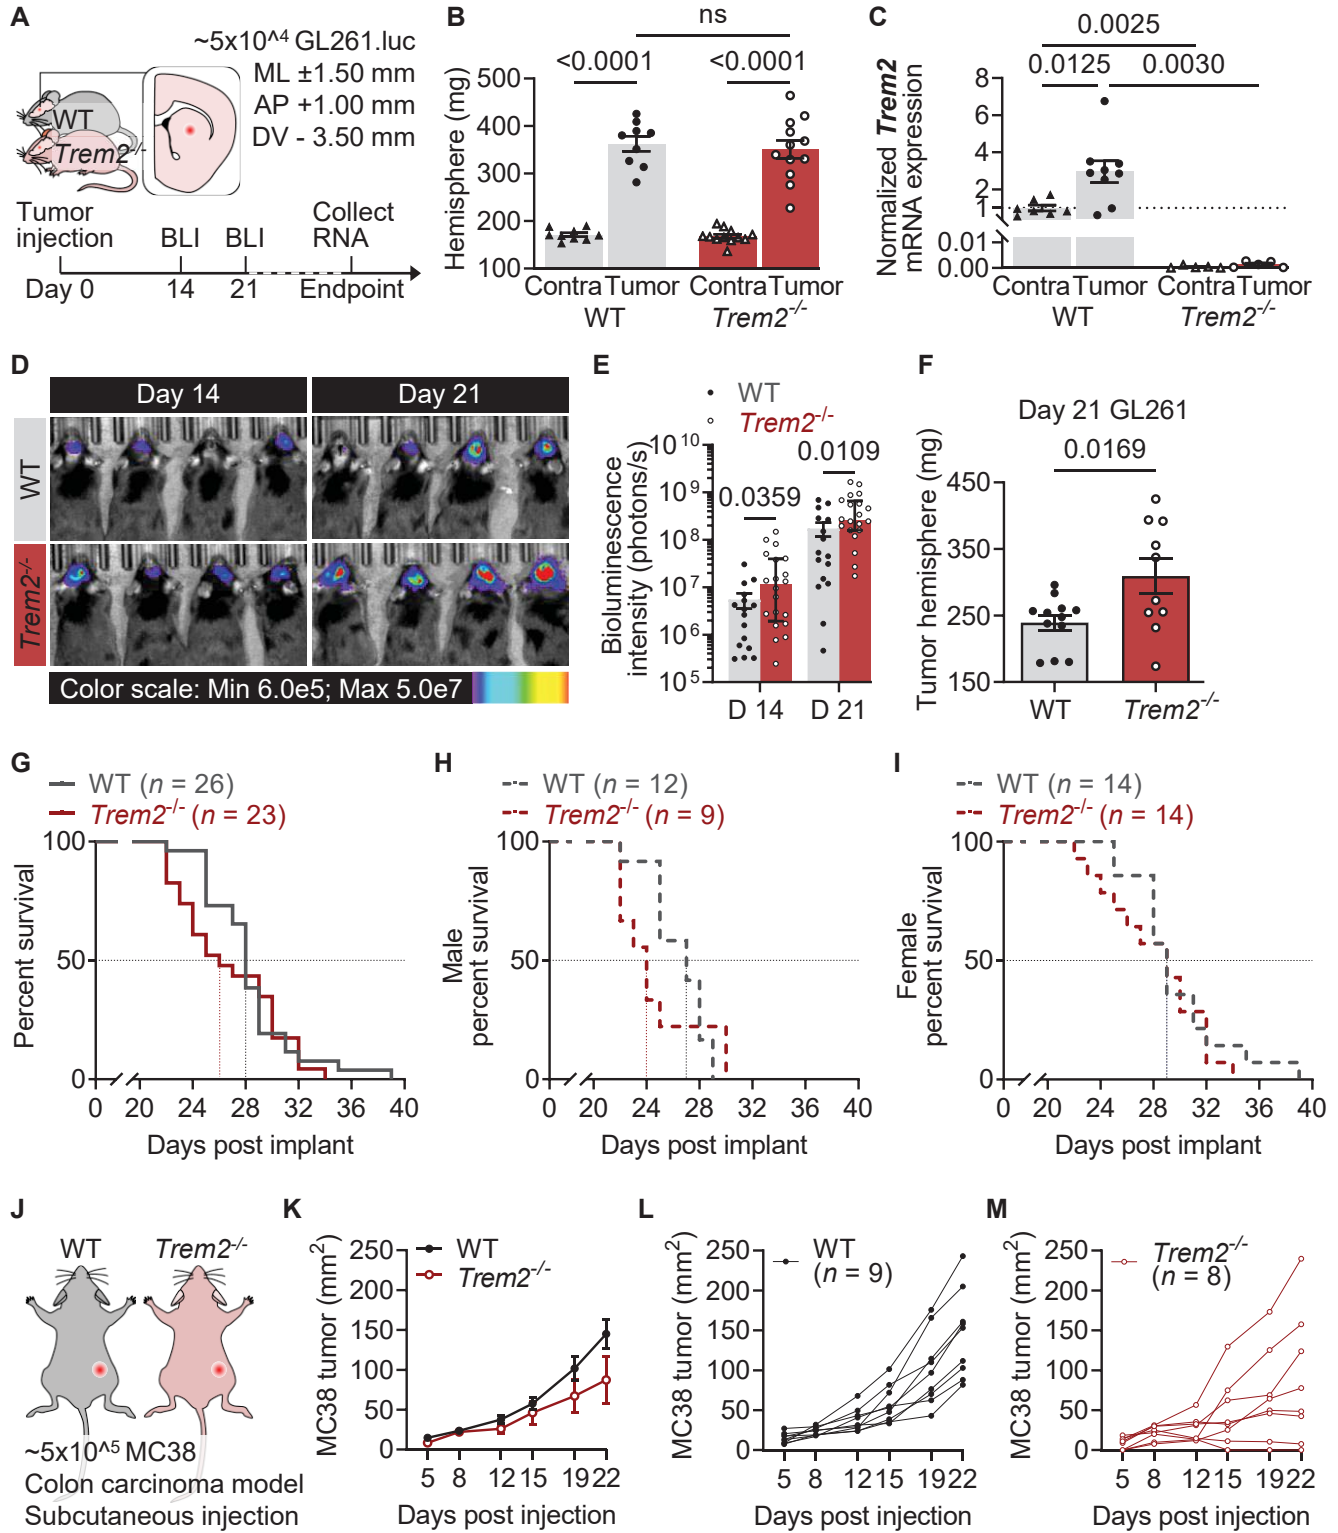 A
~5x10^4 GL261.luc
ML ±1.50 mm
AP +1.00 mm
DV - 3.50 mm
WT
Trem2-/-
Tumor
injection
BLI
BLI
Collect
RNA
Day 0
14
21
Endpoint
B
ns
<0.0001
<0.0001
Hemisphere (mg)
500
400
300
200
100
Contra Tumor
Contra Tumor
WT
Trem2-/-
C
0.0025
0.0125
0.0030
Normalized Trem2
mRNA expression
8
6
4
2
1
0.01
0.00
Contra Tumor
Contra Tumor
WT
Trem2-/-
D
Day 14
Day 21
WT
Trem2-/-
Color scale: Min 6.0e5; Max 5.0e7
E
WT
Trem2-/-
0.0109
0.0359
Bioluminescence
intensity (photons/s)
10^10
10^9
10^8
10^7
10^6
10^5
D 14
D 21
F
Day 21 GL261
0.0169
Tumor hemisphere (mg)
450
350
250
150
WT
Trem2-/-
G
WT (n = 26)
Trem2-/- (n = 23)
Percent survival
100
50
0
0 20 24 28 32 36 40
Days post implant
H
WT (n = 12)
Trem2-/- (n = 9)
Male
percent survival
100
50
0
0 20 24 28 32 36 40
Days post implant
I
WT (n = 14)
Trem2-/- (n = 14)
Female
percent survival
100
50
0
0 20 24 28 32 36 40
Days post implant
J
WT
Trem2-/-
~5x10^5 MC38
Colon carcinoma model
Subcutaneous injection
K
WT
Trem2-/-
MC38 tumor (mm2)
250
200
150
100
50
0
5 8 12 15 19 22
Days post injection
L
WT
(n = 9)
MC38 tumor (mm2)
250
200
150
100
50
0
5 8 12 15 19 22
Days post injection
M
Trem2-/-
(n = 8)
MC38 tumor (mm2)
250
200
150
100
50
0
5 8 12 15 19 22
Days post injection